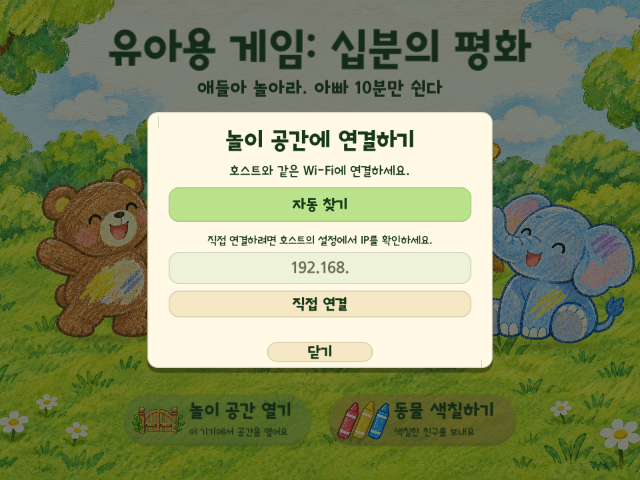 유아용 게임: 십분의 평화
애들아 놀아라. 아빠 10분만 쉰다
놀이 공간에 연결하기
호스트와 같은 Wi-Fi에 연결하세요.
자동 찾기
직접 연결하려면 호스트의 설정에서 IP를 확인하세요.
192.168.
직접 연결
닫기
놀이 공간 열기
이 기기에서 공간을 열어요
동물 색칠하기
색칠한 친구를 보내요